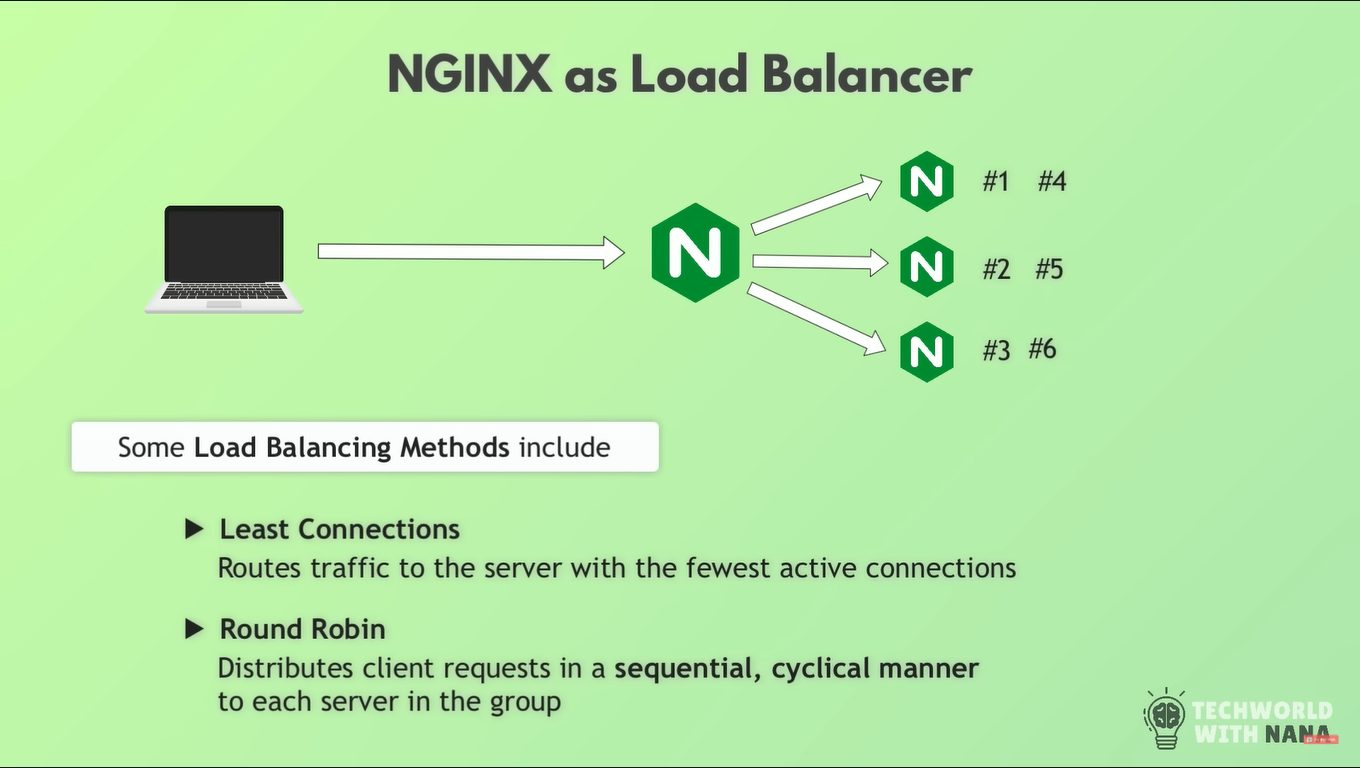 NGINX as Load Balancer
N
N
#1 #4
N
#2 #5
N
#3 #6
Some Load Balancing Methods include
Least Connections
Routes traffic to the server with the fewest active connections
Round Robin
Distributes client requests in a sequential, cyclical manner
to each server in the group
TECHWORLD
WITH NANA